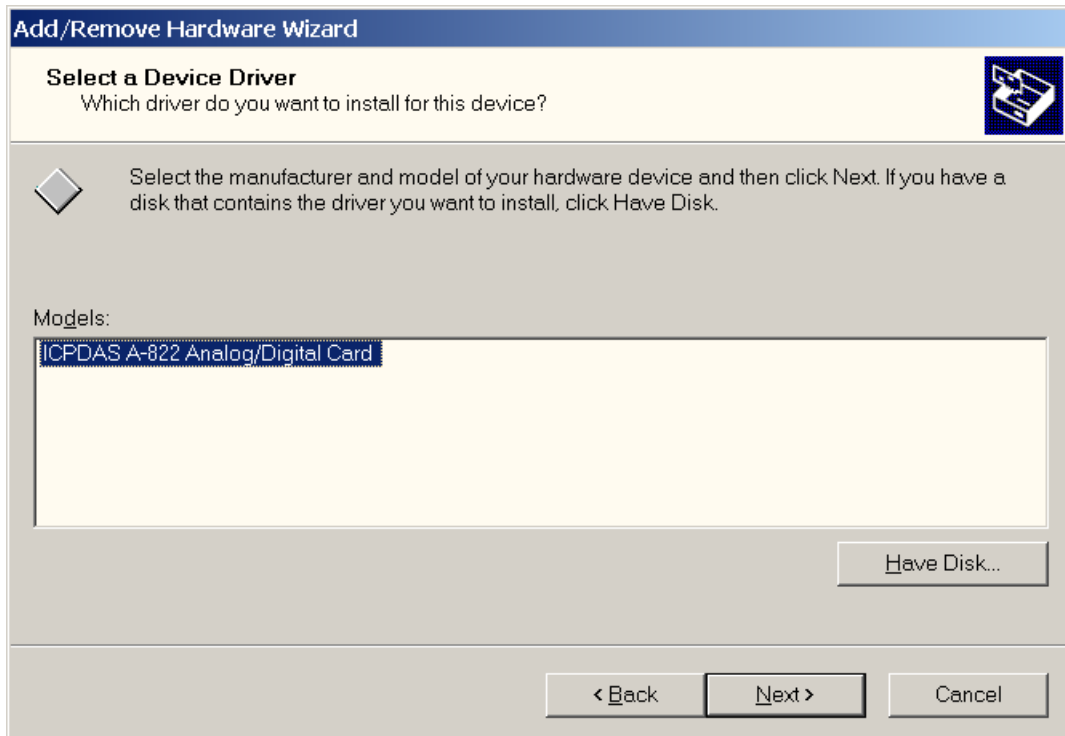 Add/Remove Hardware Wizard
Select a Device Driver
Which driver do you want to install for this device?
Select the manufacturer and model of your hardware device and then click Next. If you have a
disk that contains the driver you want to install, click Have Disk.
Models:
ICPDAS A-822 Analog/Digital Card
Have Disk...
< Back
Next >
Cancel